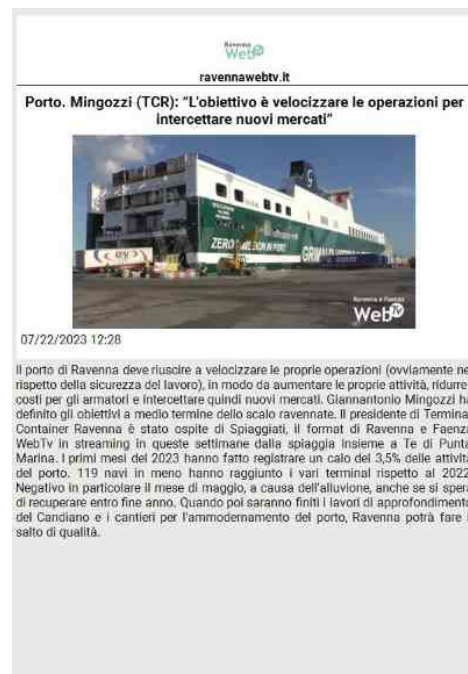 Ravenna
WebTv
ravennawebtv.it
Porto. Mingozzi (TCR): "L'obiettivo è velocizzare le operazioni per
intercettare nuovi mercati"
ZERO EMISSION IN PORT
GRIMALDI
Ravenna e Faenza
WebTV
07/22/2023 12:28
Il porto di Ravenna deve riuscire a velocizzare le proprie operazioni (ovviamente nel
rispetto della sicurezza del lavoro), in modo da aumentare le proprie attività, ridurre
costi per gli armatori e intercettare quindi nuovi mercati. Giannantonio Mingozzi ha
definito gli obiettivi a medio termine dello scalo ravennate. Il presidente di Termina
Container Ravenna è stato ospite di Spiaggiati, il format di Ravenna e Faenza
WebTv in streaming in queste settimane dalla spiaggia insieme a Te di Punta
Marina. I primi mesi del 2023 hanno fatto registrare un calo del 3,5% delle attività
del porto. 119 navi in meno hanno raggiunto i vari terminal rispetto al 2022.
Negativo in particolare il mese di maggio, a causa dell'alluvione, anche se si spera
di recuperare entro fine anno. Quando poi saranno finiti i lavori di approfondimento
del Candiano e i cantieri per l'ammodernamento del porto, Ravenna potrà fare i
salto di qualità.